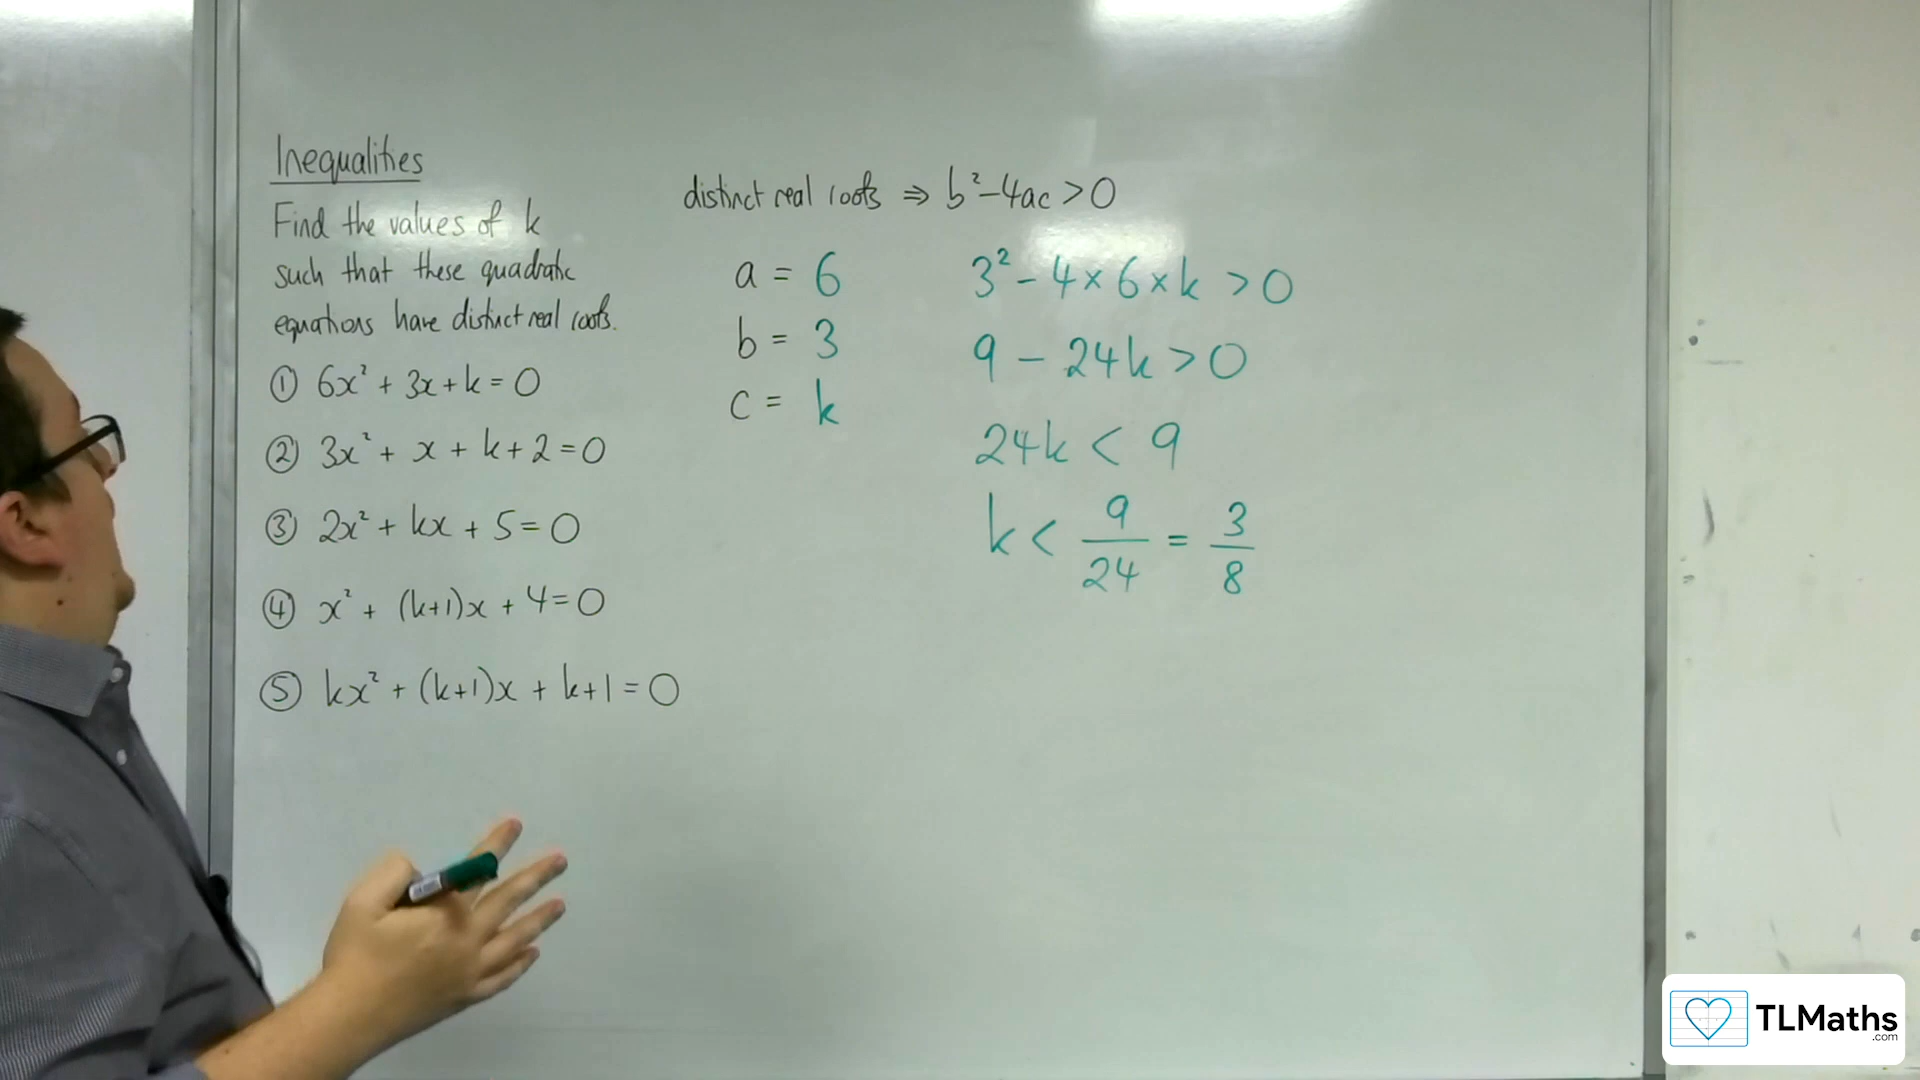 Inequalities
Find the values of k
such that these quadratic
equations have distinct real roots.
① 6x² + 3x + k = 0
② 3x² + x + k + 2 = 0
③ 2x² + kx + 5 = 0
④ x² + (k+1)x + 4 = 0
⑤ kx² + (k+1)x + k+1 = 0
distinct real roots ⇒ b² - 4ac > 0
a = 6
b = 3
c = k
3² - 4 × 6 × k > 0
9 - 24k > 0
24k < 9
k < 9/24 = 3/8
TLMaths
.com